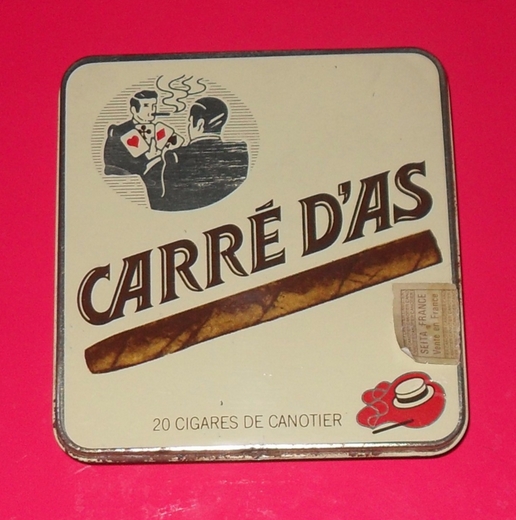 CARRÉ D'AS
SEITA FRANCE
Vente en France
20 CIGARES DE CANOTIER